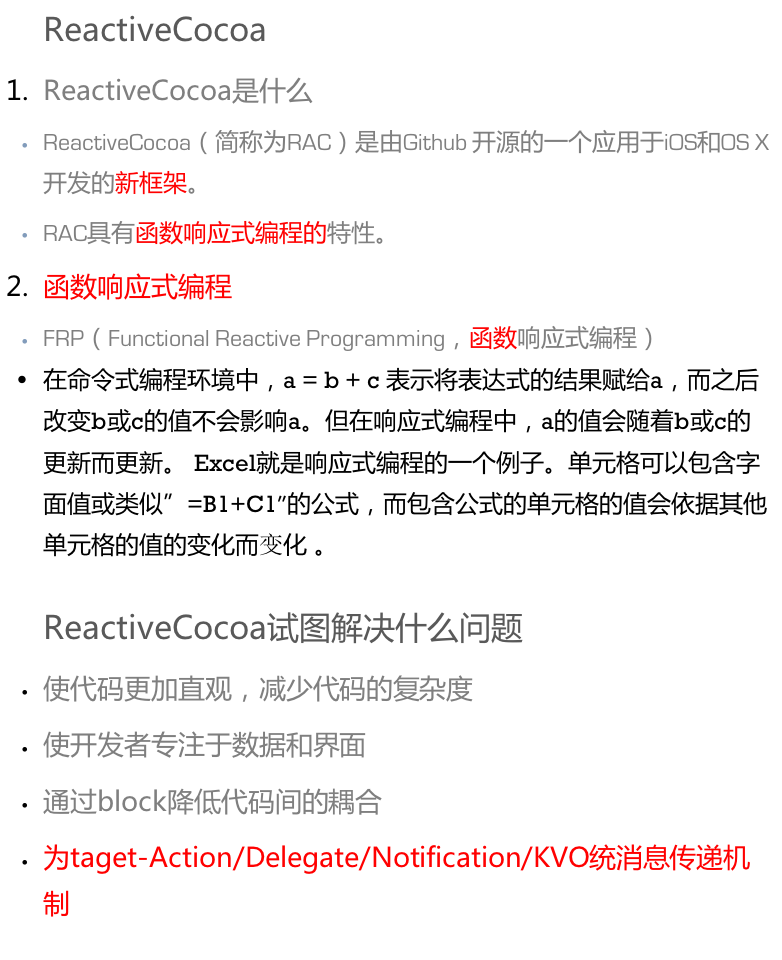 ReactiveCocoa
1. ReactiveCocoa是什么
• ReactiveCocoa（简称为RAC）是由Github 开源的一个应用于iOS和OS X
开发的新框架。
• RAC具有函数响应式编程的特性。
2. 函数响应式编程
• FRP（Functional Reactive Programming，函数响应式编程）
• 在命令式编程环境中，a = b + c 表示将表达式的结果赋给a，而之后
改变b或c的值不会影响a。但在响应式编程中，a的值会随着b或c的
更新而更新。 Excel就是响应式编程的一个例子。单元格可以包含字
面值或类似” =B1+C1″的公式，而包含公式的单元格的值会依据其他
单元格的值的变化而变化 。
ReactiveCocoa试图解决什么问题
• 使代码更加直观，减少代码的复杂度
• 使开发者专注于数据和界面
• 通过block降低代码间的耦合
• 为taget-Action/Delegate/Notification/KVO统消息传递机
制